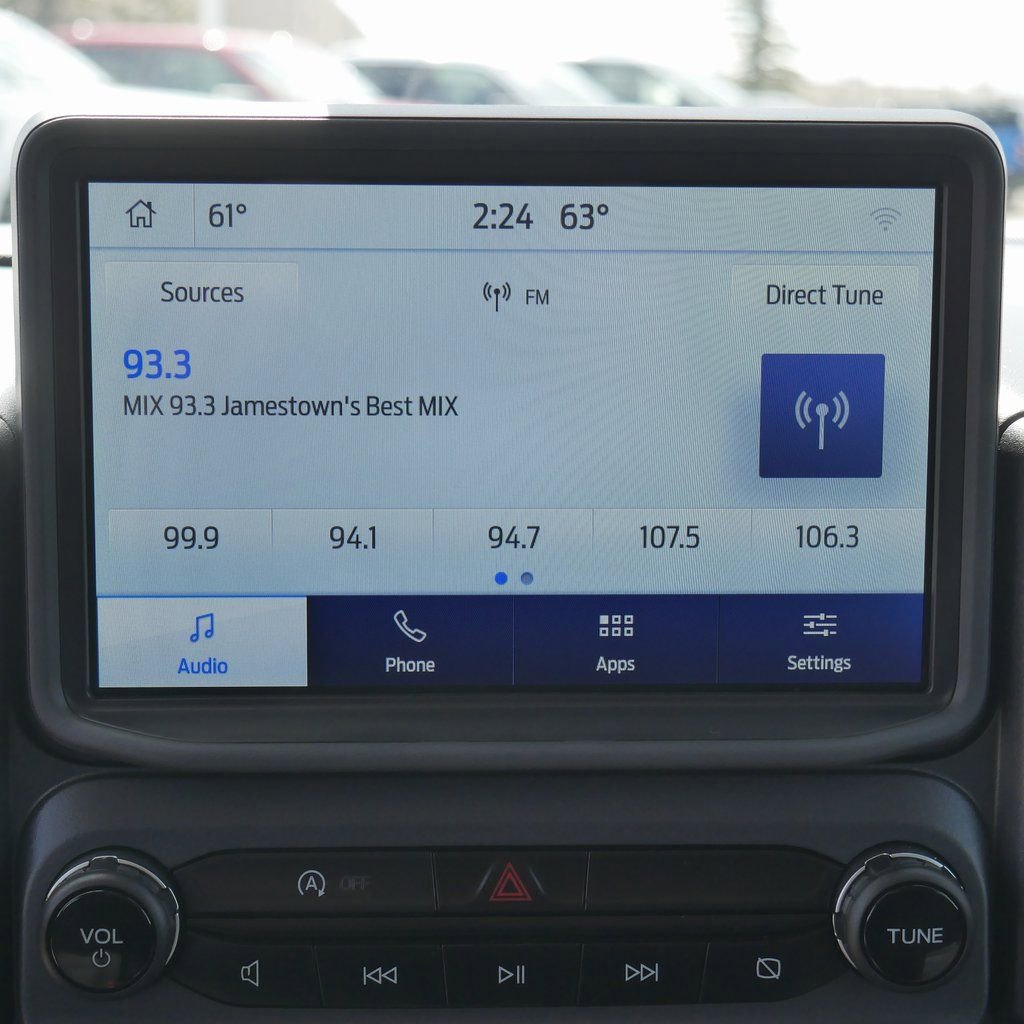 61° 2:24 63°
Sources FM Direct Tune
93.3
MIX 93.3 Jamestown's Best MIX
99.9 94.1 94.7 107.5 106.3
Audio Phone Apps Settings
A OFF
VOL TUNE